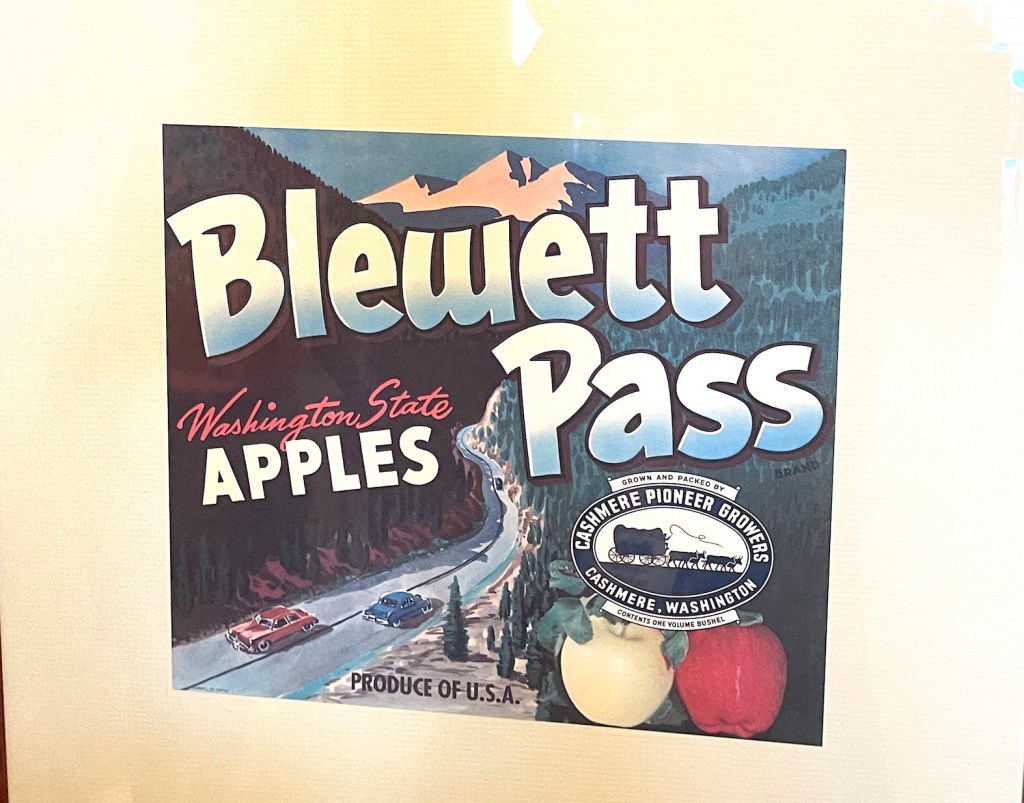 Blewett
Pass
BRAND
Washington State
APPLES
GROWN AND PACKED BY
CASHMERE PIONEER GROWERS
CASHMERE, WASHINGTON
CONTENTS ONE VOLUME BUSHEL
PRODUCE OF U.S.A.